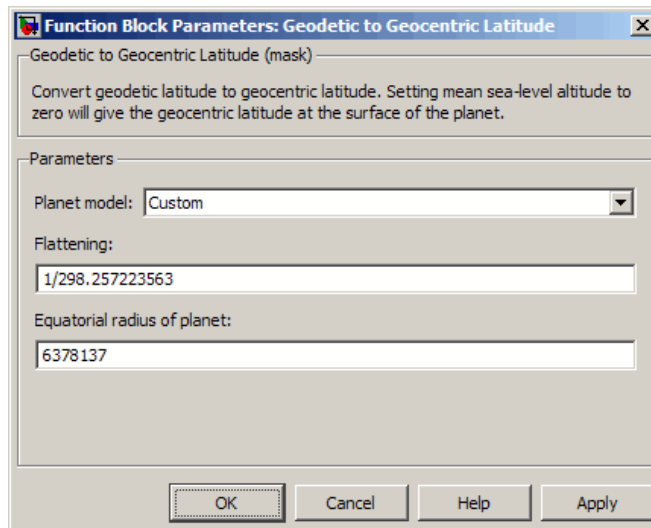 Function Block Parameters: Geodetic to Geocentric Latitude
Geodetic to Geocentric Latitude (mask)
Convert geodetic latitude to geocentric latitude. Setting mean sea-level altitude to
zero will give the geocentric latitude at the surface of the planet.
Parameters
Planet model: Custom
Flattening:
1/298.257223563
Equatorial radius of planet:
6378137
OK Cancel Help Apply